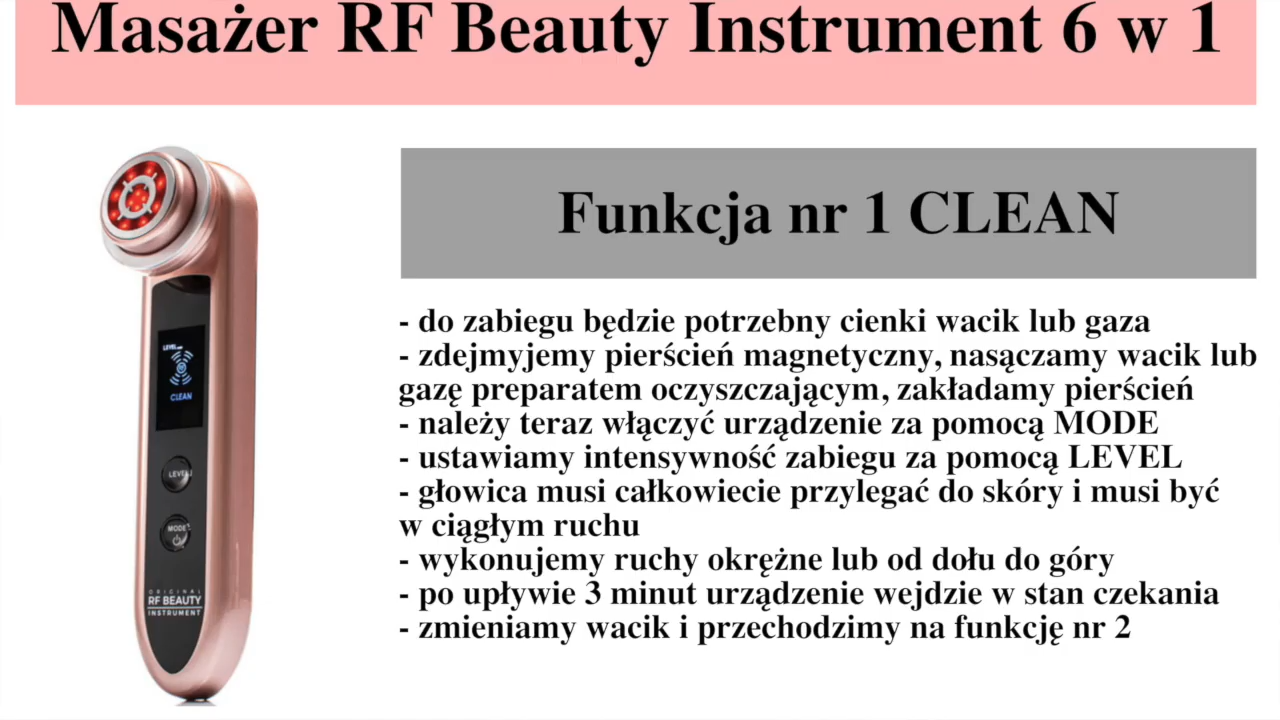 Masażer RF Beauty Instrument 6 w 1
Funkcja nr 1 CLEAN
- do zabiegu będzie potrzebny cienki wacik lub gaza
- zdejmyjemy pierścień magnetyczny, nasączamy wacik lub
gazę preparatem oczyszczającym, zakładamy pierścień
- należy teraz włączyć urządzenie za pomocą MODE
- ustawiamy intensywność zabiegu za pomocą LEVEL
- głowica musi całkowiecie przylegać do skóry i musi być
w ciągłym ruchu
- wykonujemy ruchy okrężne lub od dołu do góry
- po upływie 3 minut urządzenie wejdzie w stan czekania
- zmieniamy wacik i przechodzimy na funkcję nr 2
LEVEL
CLEAN
LEVEL
MODE
ORIGINAL
RF BEAUTY
INSTRUMENT